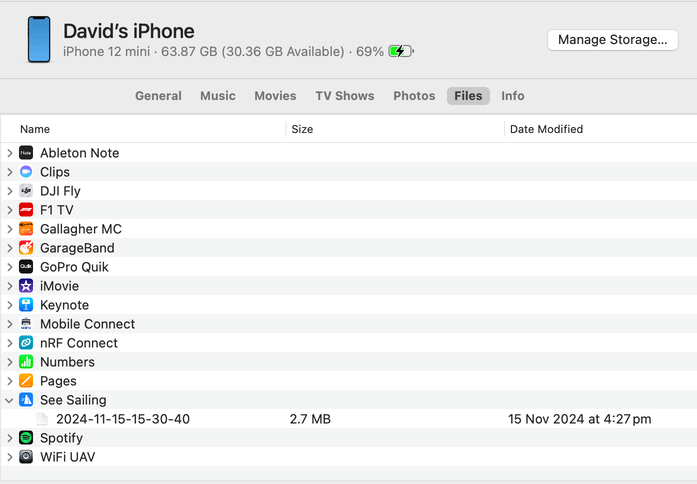 David's iPhone
iPhone 12 mini · 63.87 GB (30.36 GB Available) · 69%
Manage Storage...
General Music Movies TV Shows Photos Files Info
Name Size Date Modified
Ableton Note
Clips
DJI Fly
F1 TV
Gallagher MC
GarageBand
GoPro Quik
iMovie
Keynote
Mobile Connect
nRF Connect
Numbers
Pages
See Sailing
2024-11-15-15-30-40 2.7 MB 15 Nov 2024 at 4:27 pm
Spotify
WiFi UAV